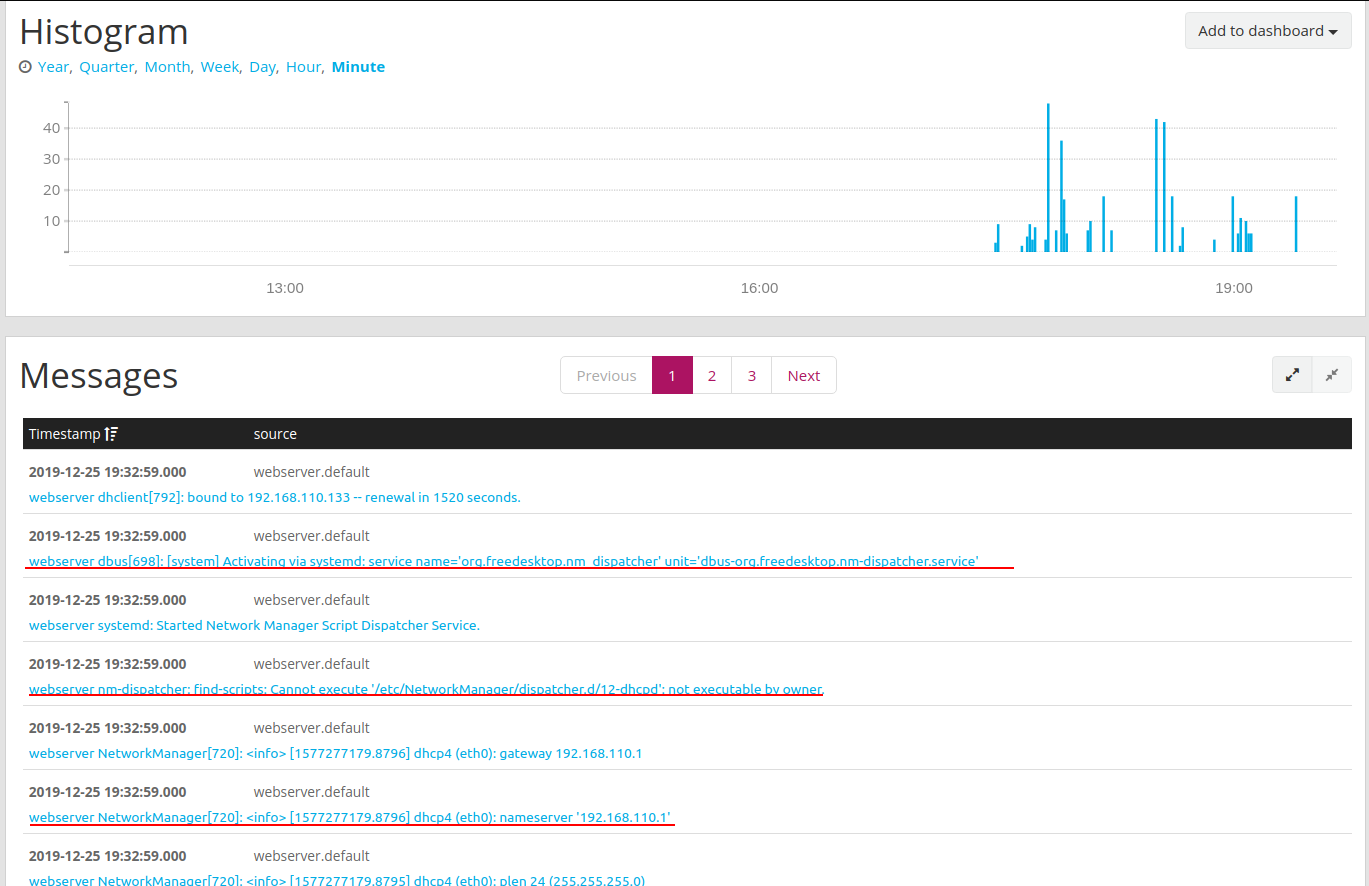 Histogram
Add to dashboard
Year, Quarter, Month, Week, Day, Hour, Minute
40
30
20
10
13:00 16:00 19:00
Messages
Previous 1 2 3 Next
Timestamp source
2019-12-25 19:32:59.000 webserver.default
webserver dhclient[792]: bound to 192.168.110.133 -- renewal in 1520 seconds.
2019-12-25 19:32:59.000 webserver.default
webserver dbus[698]: [system] Activating via systemd: service name='org.freedesktop.nm_dispatcher' unit='dbus-org.freedesktop.nm-dispatcher.service'
2019-12-25 19:32:59.000 webserver.default
webserver systemd: Started Network Manager Script Dispatcher Service.
2019-12-25 19:32:59.000 webserver.default
webserver nm-dispatcher: find-scripts: Cannot execute '/etc/NetworkManager/dispatcher.d/12-dhcpd': not executable by owner.
2019-12-25 19:32:59.000 webserver.default
webserver NetworkManager[720]: <info> [1577277179.8796] dhcp4 (eth0): gateway 192.168.110.1
2019-12-25 19:32:59.000 webserver.default
webserver NetworkManager[720]: <info> [1577277179.8796] dhcp4 (eth0): nameserver '192.168.110.1'
2019-12-25 19:32:59.000 webserver.default
webserver NetworkManager[720]: <info> [1577277179.8795] dhcp4 (eth0): plen 24 (255.255.255.0)